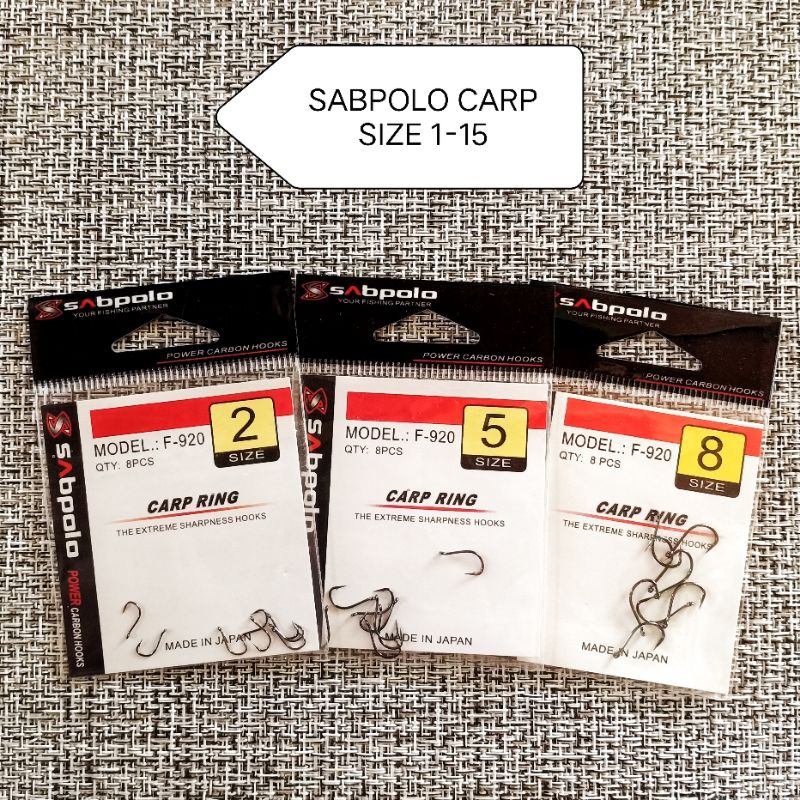 SABPOLO CARP
SIZE 1-15
sAbpolo
YOUR FISHING PARTNER
POWER CARBON HOOKS
MODEL.: F-920
QTY: 8PCS
2
SIZE
CARP RING
THE EXTREME SHARPNESS HOOKS
MADE IN JAPAN
sAbpolo
POWER CARBON HOOKS
sAbpolo
YOUR FISHING PARTNER
POWER CARBON HOOKS
MODEL.: F-920
QTY: 8PCS
5
SIZE
CARP RING
THE EXTREME SHARPNESS HOOKS
MADE IN JAPAN
sAbpolo
sAbpolo
YOUR FISHING PARTNER
POWER CARBON HOOKS
MODEL.: F-920
QTY: 8 PCS
8
SIZE
CARP RING
THE EXTREME SHARPNESS HOOKS
MADE IN JAPAN